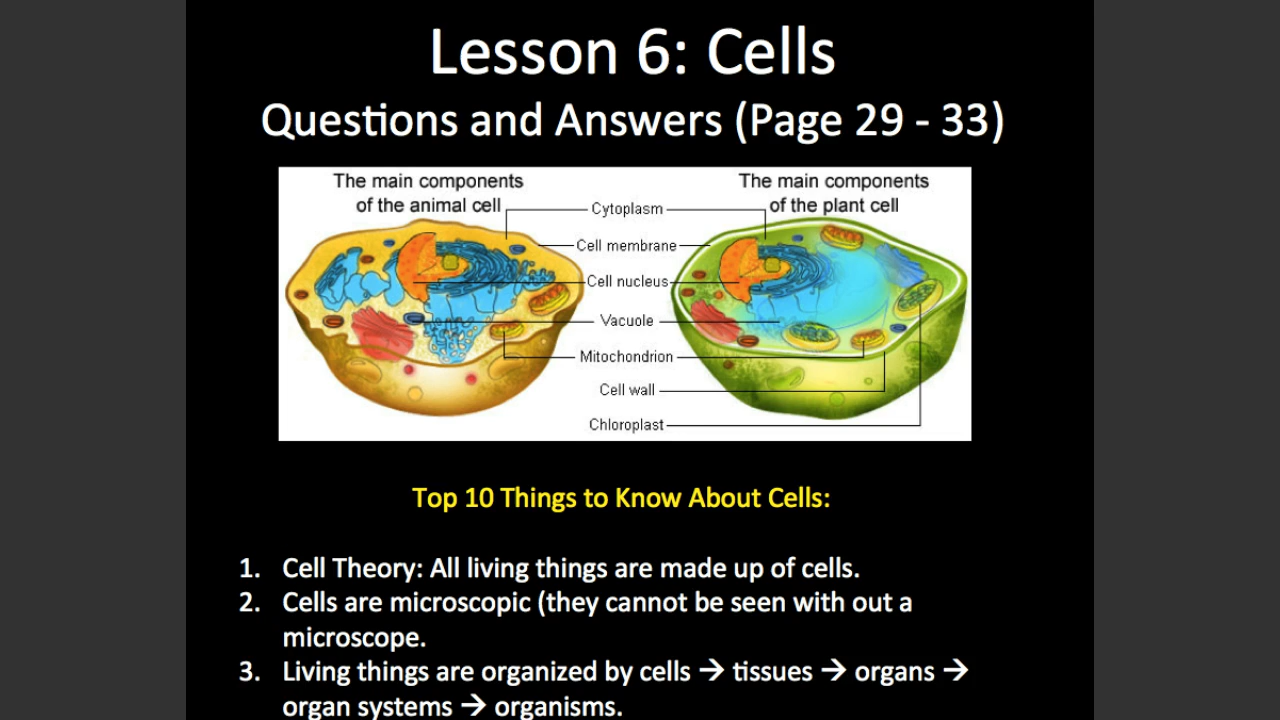 Lesson 6: Cells
Questions and Answers (Page 29 - 33)
The main components
of the animal cell
The main components
of the plant cell
Cytoplasm
Cell membrane
Cell nucleus
Vacuole
Mitochondrion
Cell wall
Chloroplast
Top 10 Things to Know About Cells:
1. Cell Theory: All living things are made up of cells.
2. Cells are microscopic (they cannot be seen with out a
microscope.
3. Living things are organized by cells → tissues → organs →
organ systems → organisms.